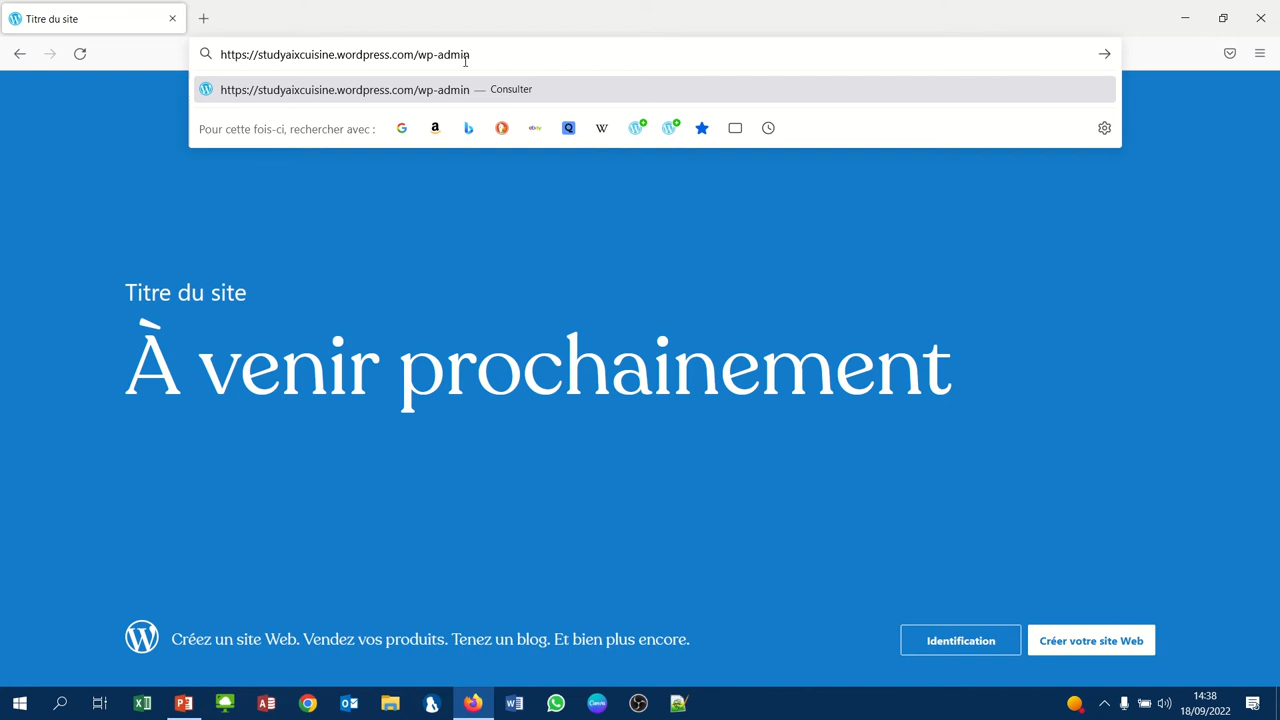 Titre du site
https://studyaixcuisine.wordpress.com/wp-admin
https://studyaixcuisine.wordpress.com/wp-admin — Consulter
Pour cette fois-ci, rechercher avec :
Titre du site
À venir prochainement
Créez un site Web. Vendez vos produits. Tenez un blog. Et bien plus encore.
Identification
Créer votre site Web
14:38
18/09/2022